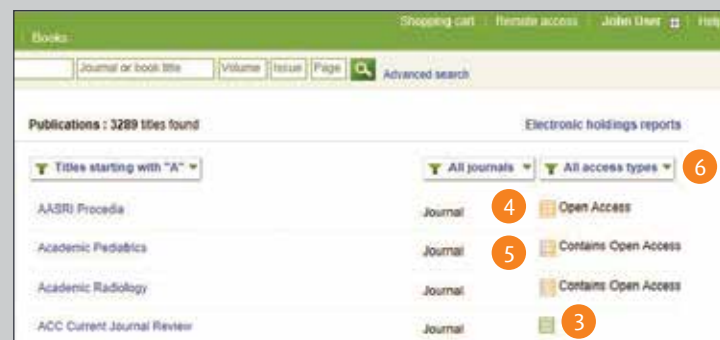 Shopping cart Remote access John User Help
Books
Journal or book title Volume Issue Page Advanced search
Publications : 3289 titles found Electronic holdings reports
Titles starting with "A" All journals All access types 6
AASRI Procedia Journal 4 Open Access
Academic Pediatrics Journal 5 Contains Open Access
Academic Radiology Journal Contains Open Access
ACC Current Journal Review Journal 3